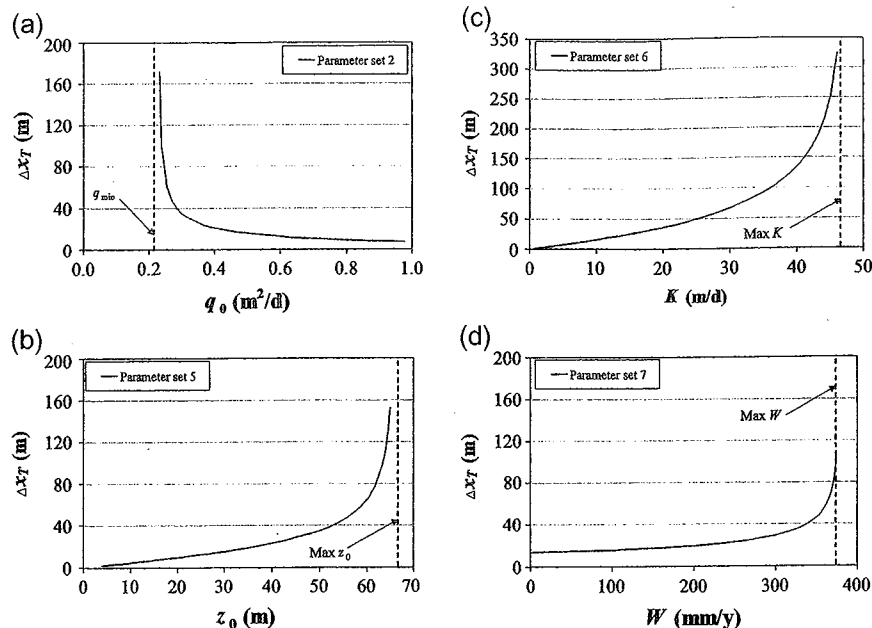 (a)
Parameter set 2
200
160
120
80
40
0
Δx_T (m)
q_min
0.0 0.2 0.4 0.6 0.8 1.0
q_0 (m²/d)
(c)
Parameter set 6
350
300
250
200
150
100
50
0
Δx_T (m)
Max K
0 10 20 30 40 50
K (m/d)
(b)
Parameter set 5
200
160
120
80
40
0
Δx_T (m)
Max z_0
0 10 20 30 40 50 60 70
z_0 (m)
(d)
Parameter set 7
200
160
120
80
40
0
Δx_T (m)
Max W
0 100 200 300 400
W (mm/y)